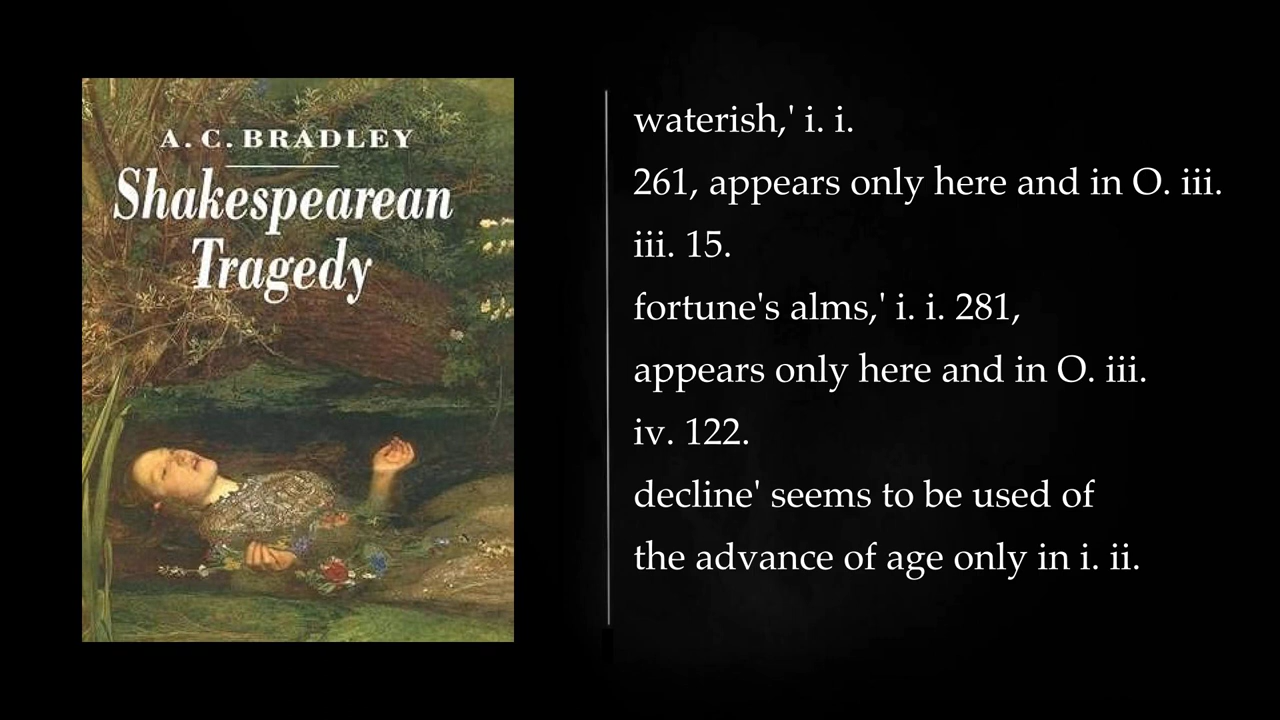 A. C. BRADLEY
Shakespearean
Tragedy
waterish,' i. i.
261, appears only here and in O. iii.
iii. 15.
fortune's alms,' i. i. 281,
appears only here and in O. iii.
iv. 122.
decline' seems to be used of
the advance of age only in i. ii.